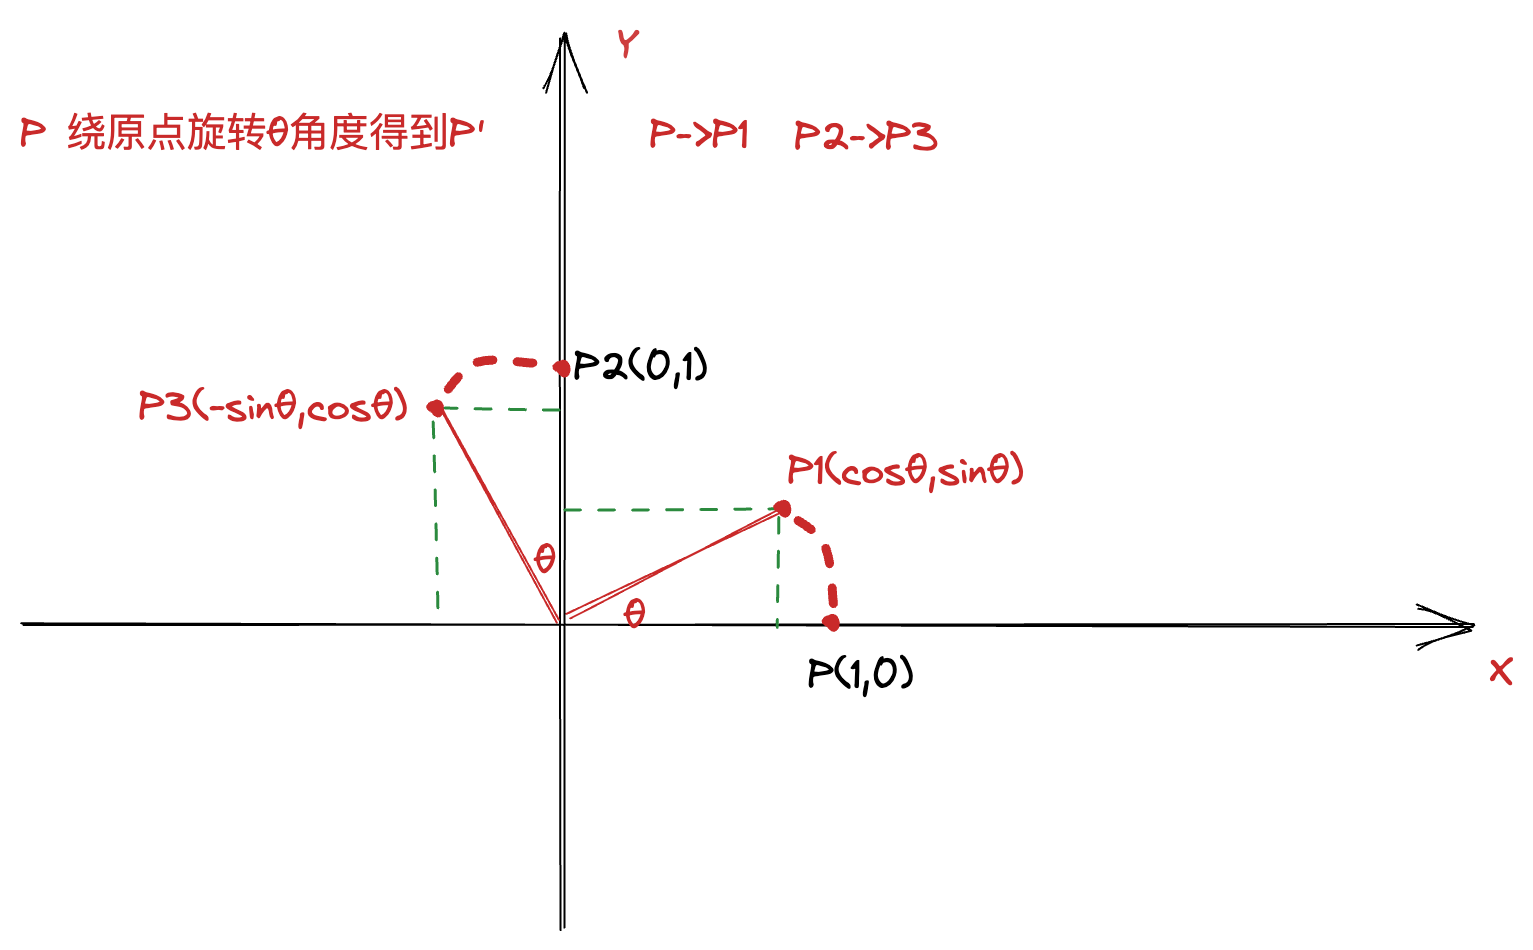 Y
P 绕原点旋转θ角度得到P'
P->P1 P2->P3
P2(0,1)
P3(-sinθ,cosθ)
P1(cosθ,sinθ)
θ
θ
P(1,0)
X